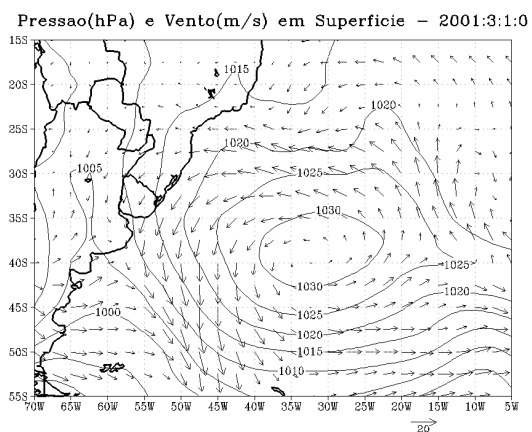 Pressao(hPa) e Vento(m/s) em Superficie – 2001:3:1:0
15S
1015
20S
1020
25S
1020
1025
30S
1005
1030
35S
40S
1025
1030
1020
45S
1000
1025
1020
50S
1015
1010
55S
70W 65W 60W 55W 50W 45W 40W 35W 30W 25W 20W 15W 10W 5W
20